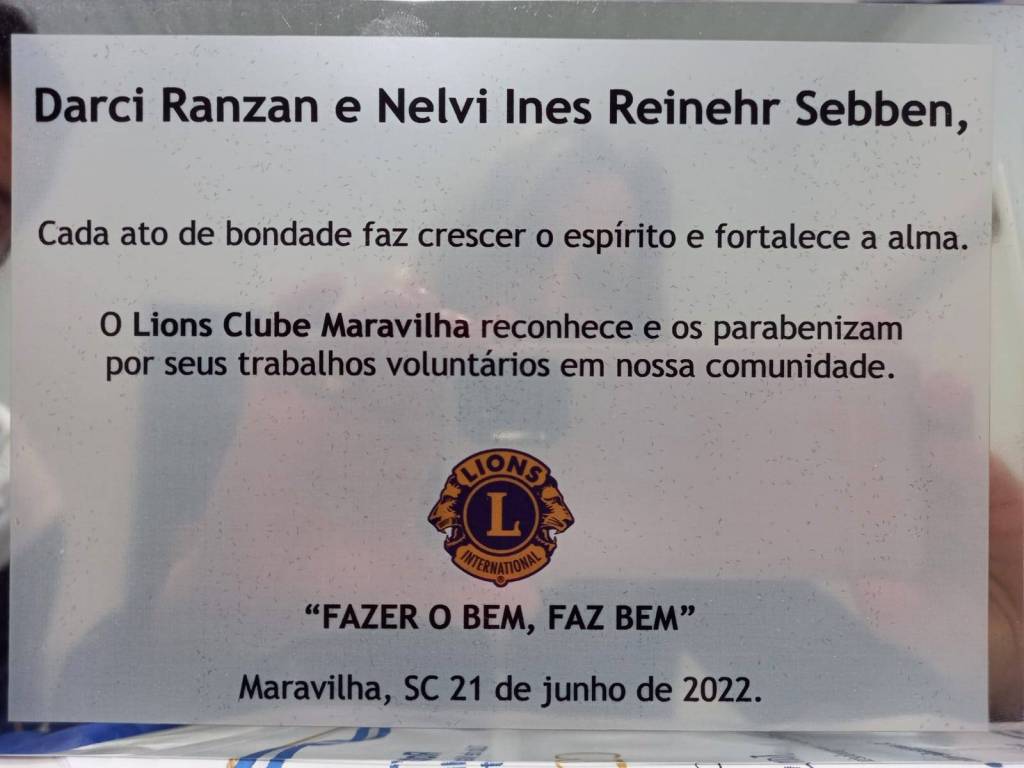 Darci Ranzan e Nelvi Ines Reinehr Sebben,
Cada ato de bondade faz crescer o espírito e fortalece a alma.
O Lions Clube Maravilha reconhece e os parabenizam
por seus trabalhos voluntários em nossa comunidade.
LIONS
L
INTERNATIONAL
®
“FAZER O BEM, FAZ BEM”
Maravilha, SC 21 de junho de 2022.